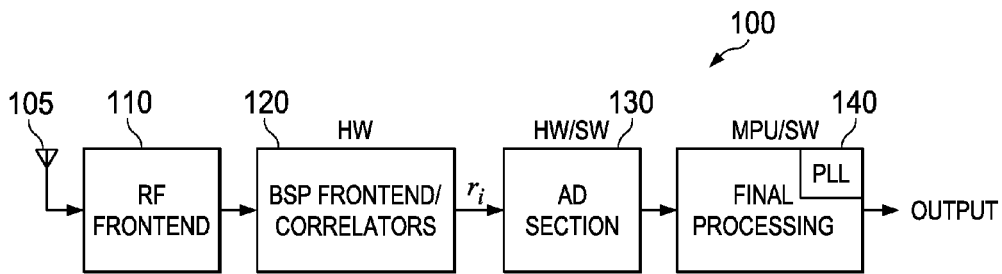 100
105
110
120
HW
HW/SW
130
MPU/SW
140
RF
FRONTEND
BSP FRONTEND/
CORRELATORS
r_i
AD
SECTION
PLL
FINAL
PROCESSING
OUTPUT